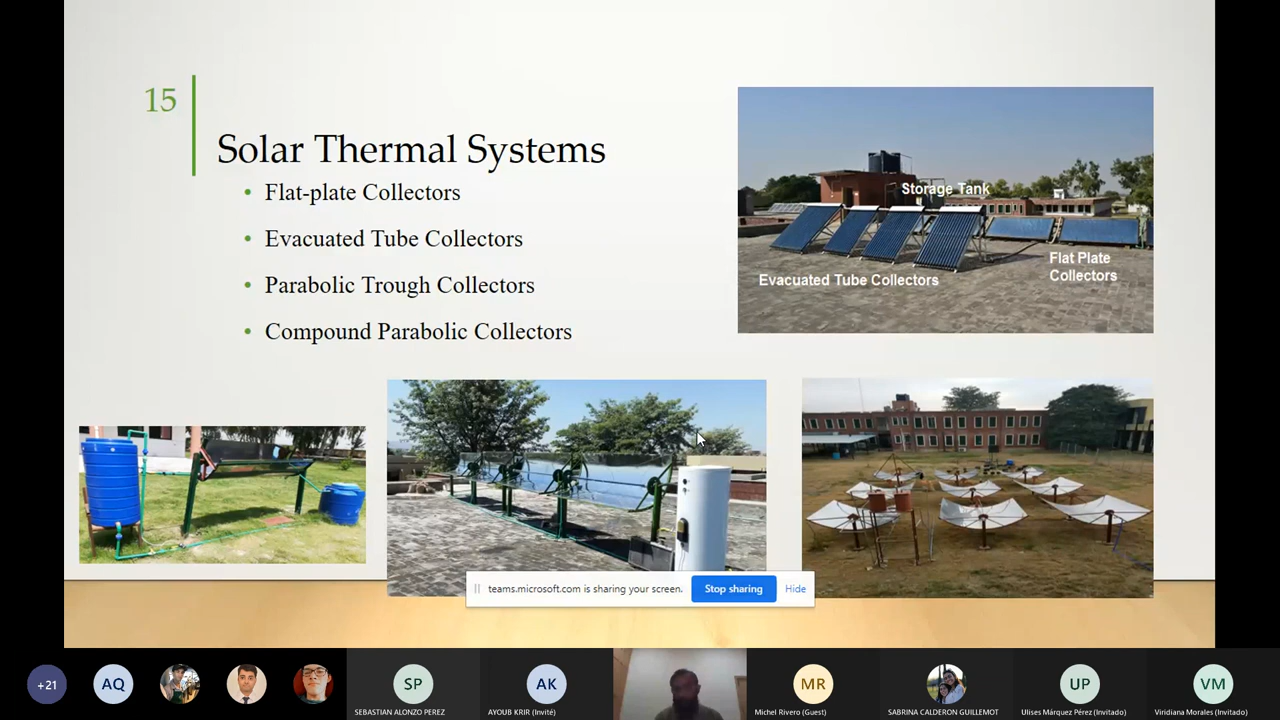 15
Solar Thermal Systems
• Flat-plate Collectors
• Evacuated Tube Collectors
• Parabolic Trough Collectors
• Compound Parabolic Collectors
Storage Tank
Evacuated Tube Collectors
Flat Plate
Collectors
teams.microsoft.com is sharing your screen.
Stop sharing
Hide
+21
AQ
SP
AK
MR
UP
VM
SEBASTIAN ALONZO PEREZ
AYOUB KRIR (Invité)
Michel Rivero (Guest)
SABRINA CALDERON GUILLEMOT
Ulises Márquez Pérez (Invitado)
Viridiana Morales (Invitado)